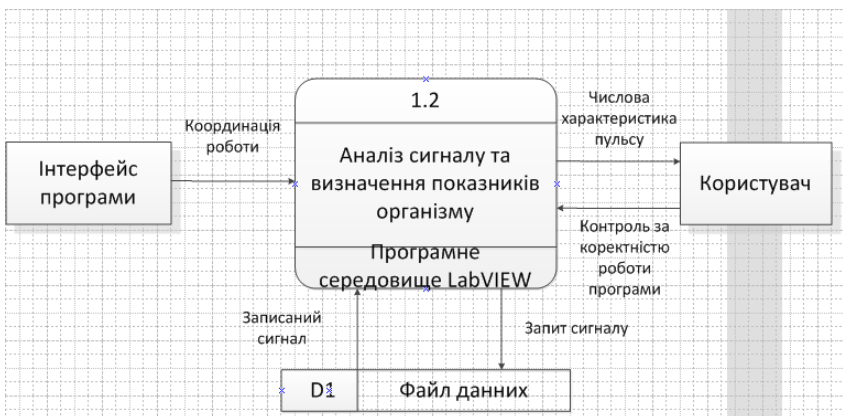 1.2
Числова
характеристика
пульсу
Координація
роботи
Інтерфейс
програми
Аналіз сигналу та
визначення показників
організму
Користувач
Контроль за
коректністю
роботи
програми
Програмне
середовище LabVIEW
Записаний
сигнал
Запит сигналу
D1
Файл данних